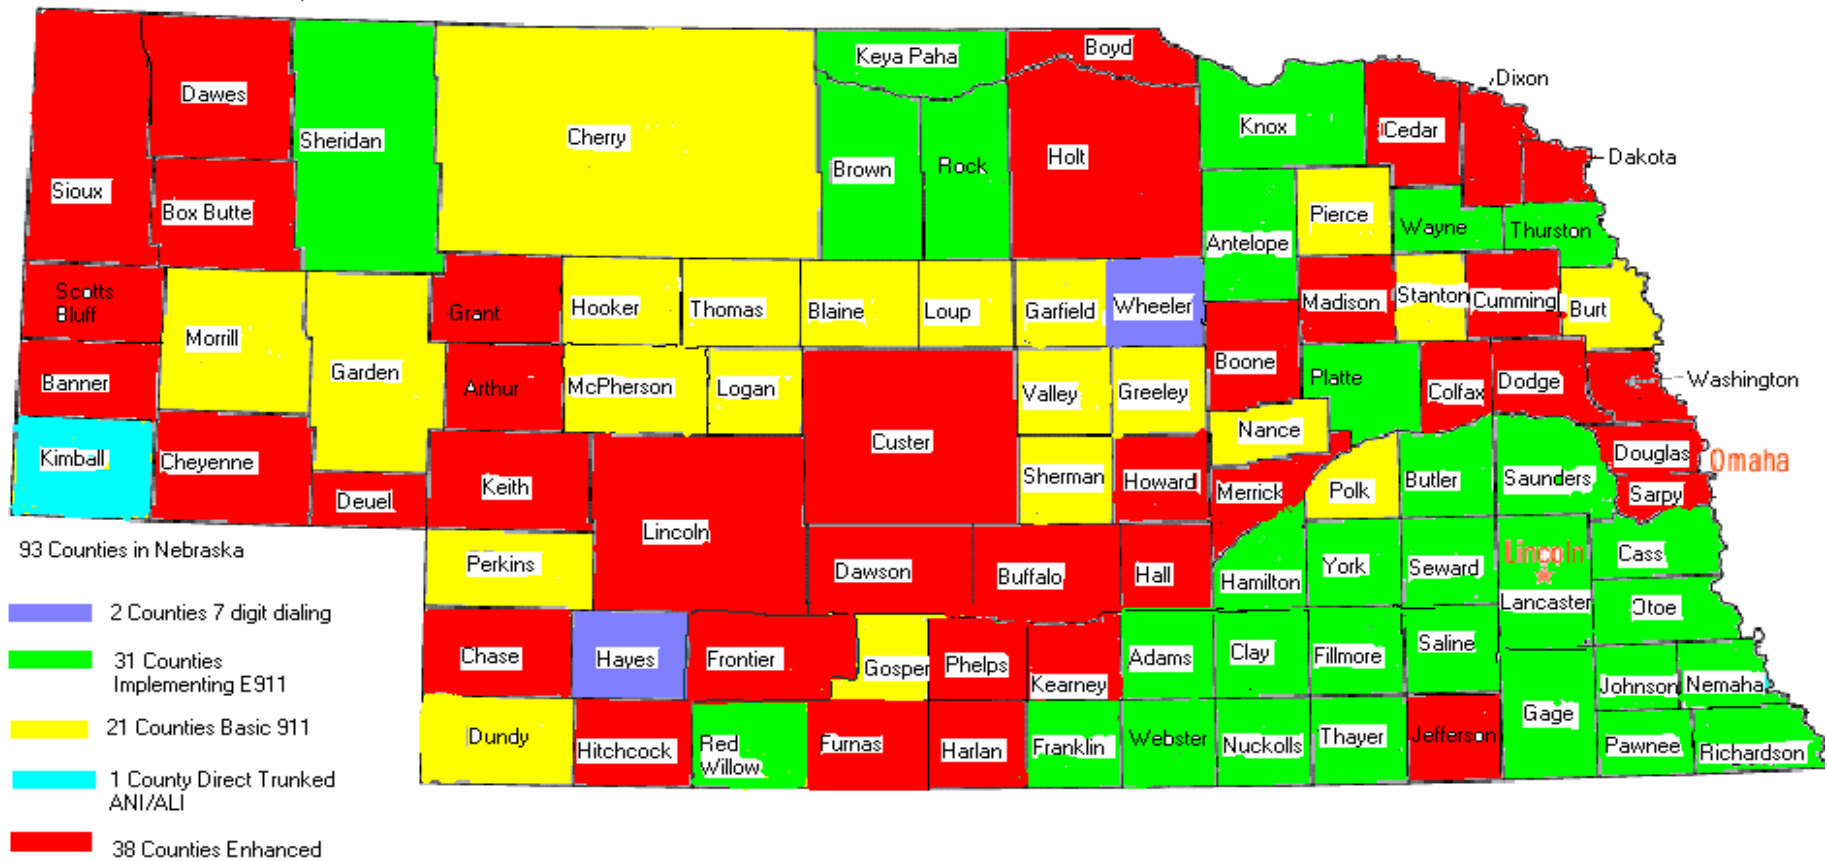 Keya Paha
Boyd
Dixon
Dawes
Sheridan
Cherry
Brown
Rock
Holt
Knox
Cedar
Dakota
Sioux
Box Butte
Antelope
Pierce
Wayne
Thurston
Scotts
Bluff
Morrill
Garden
Grant
Hooker
Thomas
Blaine
Loup
Garfield
Wheeler
Madison
Stanton
Cumming
Burt
Banner
Arthur
McPherson
Logan
Custer
Valley
Greeley
Boone
Platte
Colfax
Dodge
Washington
Kimball
Cheyenne
Deuel
Keith
Lincoln
Sherman
Howard
Nance
Merrick
Polk
Butler
Saunders
Douglas
Omaha
Sarpy
93 Counties in Nebraska
Perkins
Dawson
Buffalo
Hall
Hamilton
York
Seward
Lincoln
Lancaster
Cass
Otoe
2 Counties 7 digit dialing
Chase
Hayes
Frontier
Gosper
Phelps
Kearney
Adams
Clay
Fillmore
Saline
31 Counties
Implementing E911
Johnson
Nemaha
21 Counties Basic 911
Dundy
Hitchcock
Red
Willow
Furnas
Harlan
Franklin
Webster
Nuckolls
Thayer
Jefferson
Gage
Pawnee
Richardson
1 County Direct Trunked
ANI/ALI
38 Counties Enhanced